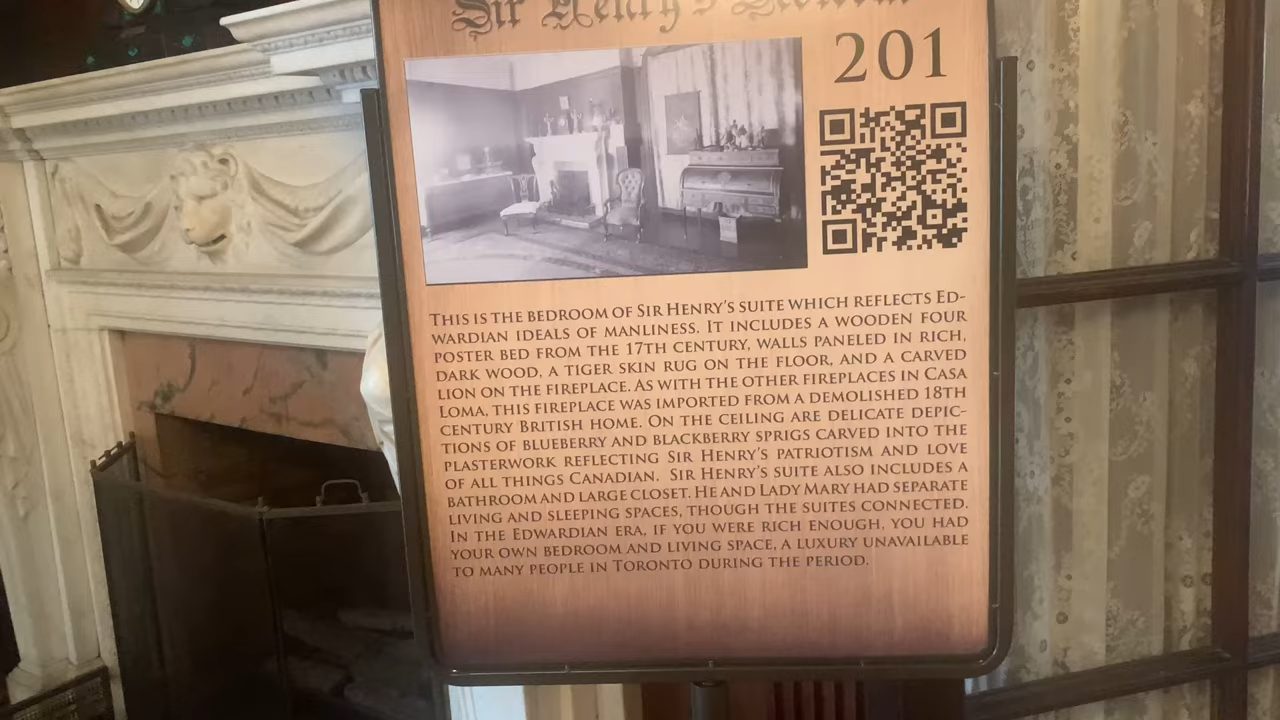 Sir Henry's Bedroom
201
THIS IS THE BEDROOM OF SIR HENRY'S SUITE WHICH REFLECTS ED-
WARDIAN IDEALS OF MANLINESS. IT INCLUDES A WOODEN FOUR
POSTER BED FROM THE 17TH CENTURY, WALLS PANELED IN RICH,
DARK WOOD, A TIGER SKIN RUG ON THE FLOOR, AND A CARVED
LION ON THE FIREPLACE. AS WITH THE OTHER FIREPLACES IN CASA
LOMA, THIS FIREPLACE WAS IMPORTED FROM A DEMOLISHED 18TH
CENTURY BRITISH HOME. ON THE CEILING ARE DELICATE DEPIC-
TIONS OF BLUEBERRY AND BLACKBERRY SPRIGS CARVED INTO THE
PLASTERWORK REFLECTING SIR HENRY'S PATRIOTISM AND LOVE
OF ALL THINGS CANADIAN. SIR HENRY'S SUITE ALSO INCLUDES A
BATHROOM AND LARGE CLOSET. HE AND LADY MARY HAD SEPARATE
LIVING AND SLEEPING SPACES, THOUGH THE SUITES CONNECTED.
IN THE EDWARDIAN ERA, IF YOU WERE RICH ENOUGH, YOU HAD
YOUR OWN BEDROOM AND LIVING SPACE, A LUXURY UNAVAILABLE
TO MANY PEOPLE IN TORONTO DURING THE PERIOD.